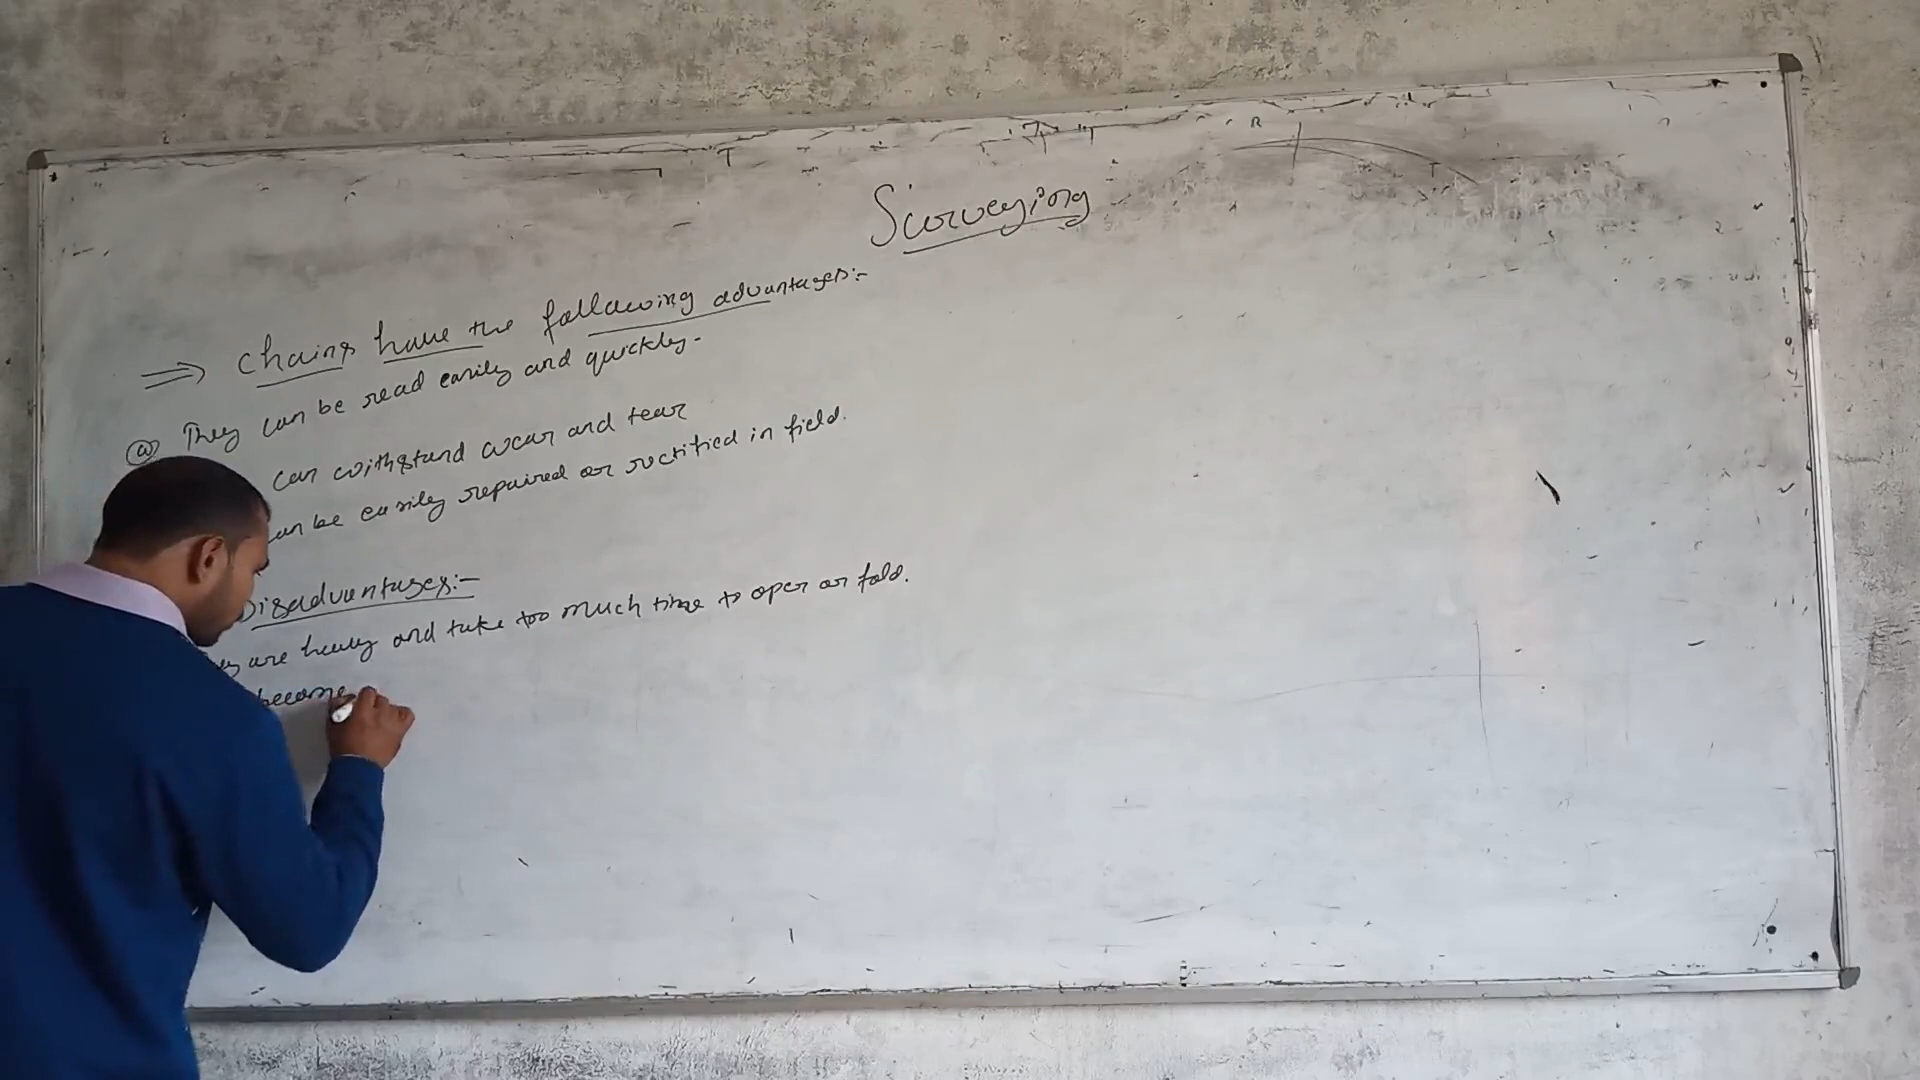 Surveying
⇒ Chains have the following advantages:-
(a) They can be read easily and quickly.
can withstand wear and tear
can be easily repaired or rectified in field.
Disadvantages:-
are heavy and take too much time to open or fold.
become